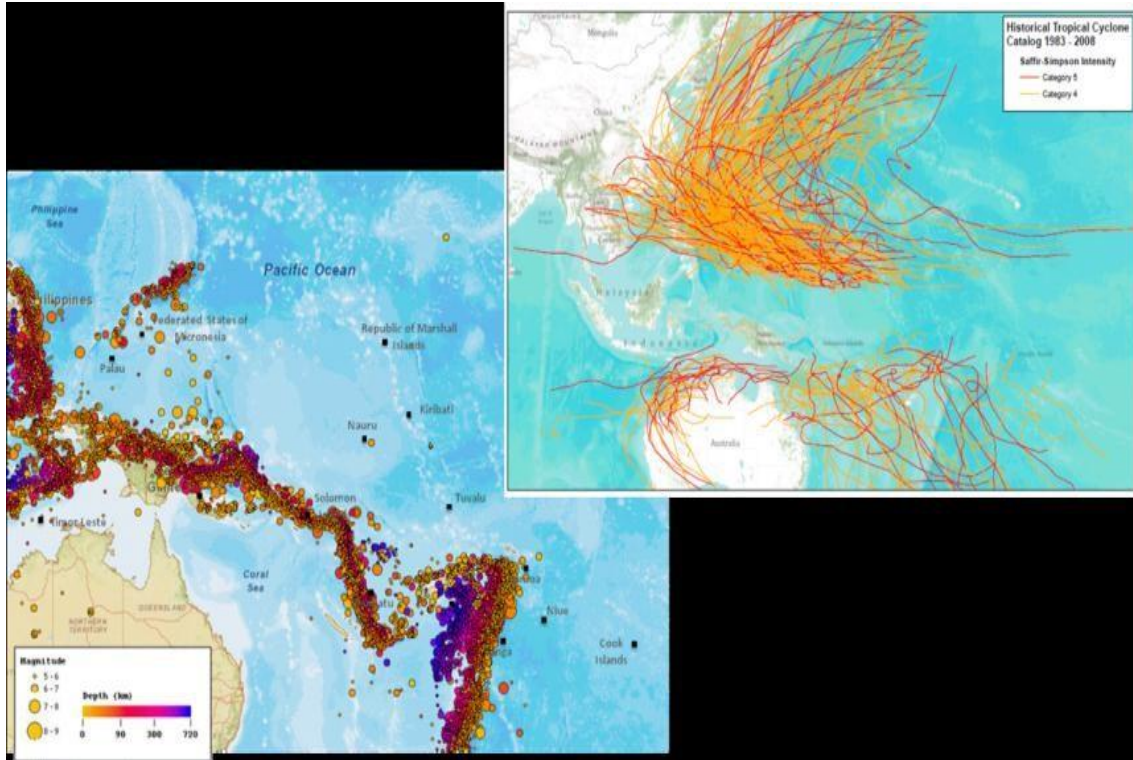 Historical Tropical Cyclone
Catalog 1983 - 2008
Saffir-Simpson Intensity
Category 5
Category 4
Mongolia
China
Malaysia
Indonesia
Australia
Philippine
Sea
Pacific Ocean
hilippines
Federated States of
Micronesia
Republic of Marshall
Islands
Palau
Kiribati
Nauru
Solomon
Tuvalu
Timor Leste
Coral
Sea
Niue
Cook
Islands
QUEENSLAND
NORTHERN
TERRITORY
Magnitude
5 - 6
6 - 7
7 - 8
8 - 9
Depth (km)
0 90 300 720